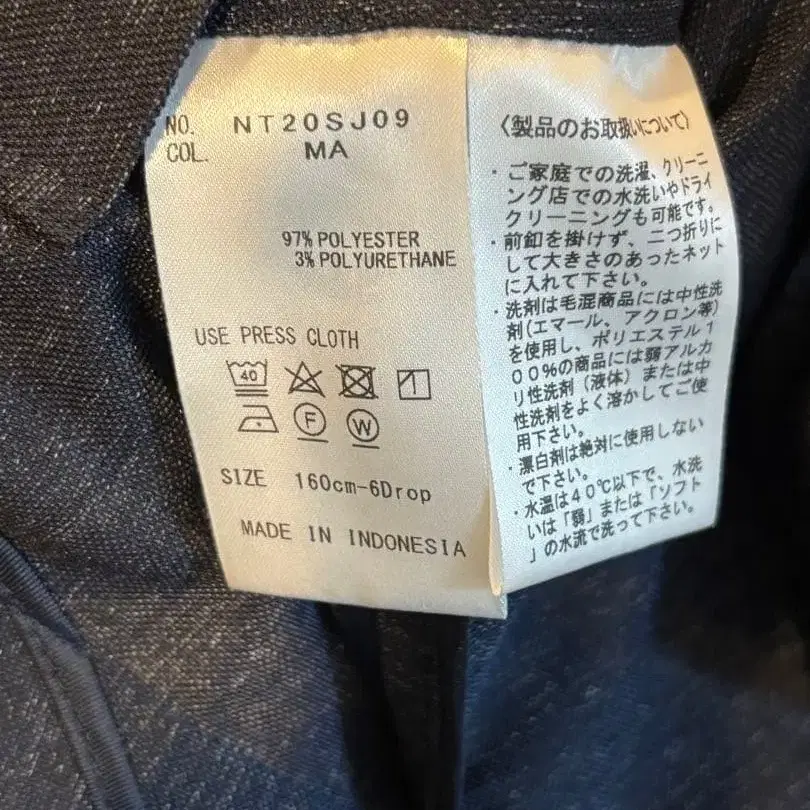 NO. NT20SJ09
COL. MA
97% POLYESTER
3% POLYURETHANE
USE PRESS CLOTH
40
F W
SIZE 160cm-6Drop
MADE IN INDONESIA
〈製品のお取扱いについて〉
・ご家庭での洗濯、クリーニ
ング店での水洗いやドライ
クリーニングも可能です。
・前釦を掛けず、二つ折りに
して大きさのあったネット
に入れて下さい。
・洗剤は毛混商品には中性洗
剤(エマール、アクロン等)
を使用し、ポリエステル1
00%の商品には弱アルカ
リ性洗剤(液体)または中
性洗剤をよく溶かしてご使
用下さい。
・漂白剤は絶対に使用しない
で下さい。
・水温は40℃以下で、水洗
いは「弱」または「ソフト
」の水流で洗って下さい。